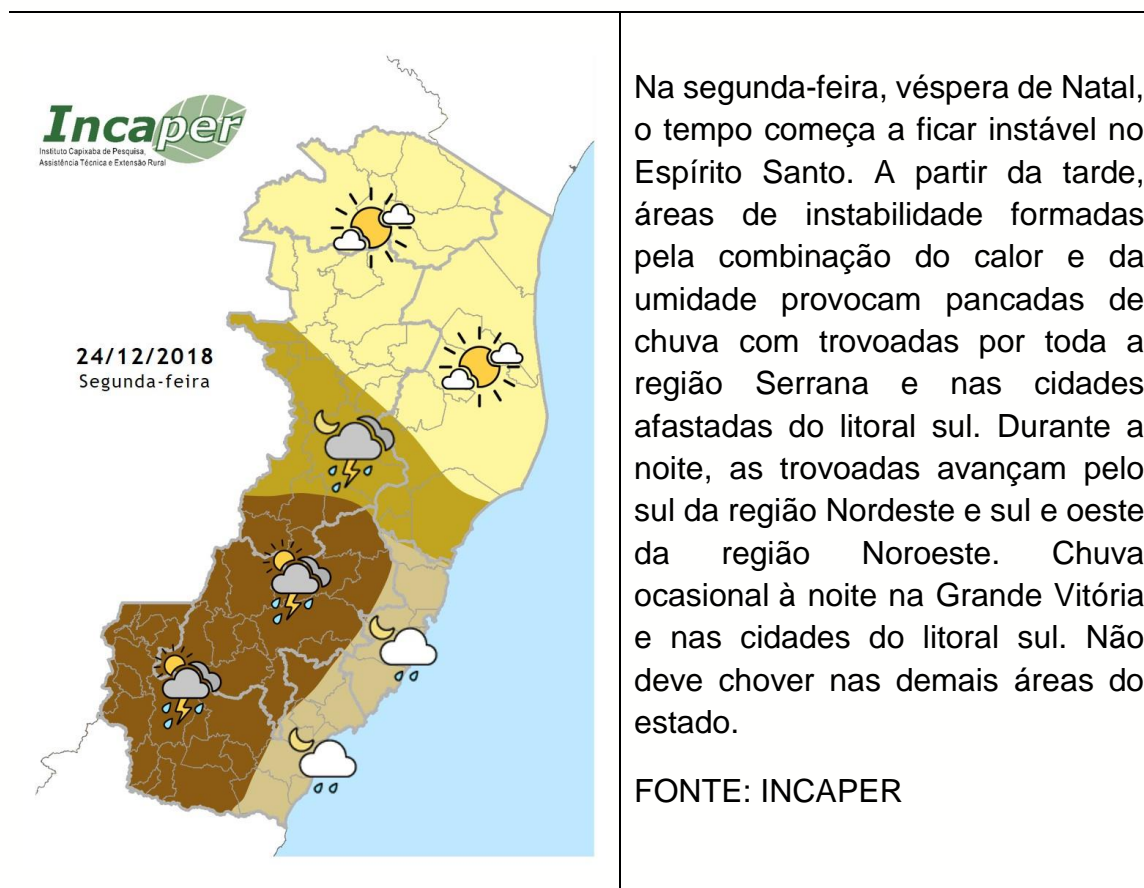 Incaper
Instituto Capixaba de Pesquisa,
Assistência Técnica e Extensão Rural
24/12/2018
Segunda-feira
Na segunda-feira, véspera de Natal,
o tempo começa a ficar instável no
Espírito Santo. A partir da tarde,
áreas de instabilidade formadas
pela combinação do calor e da
umidade provocam pancadas de
chuva com trovoadas por toda a
região Serrana e nas cidades
afastadas do litoral sul. Durante a
noite, as trovoadas avançam pelo
sul da região Nordeste e sul e oeste
da região Noroeste. Chuva
ocasional à noite na Grande Vitória
e nas cidades do litoral sul. Não
deve chover nas demais áreas do
estado.
FONTE: INCAPER